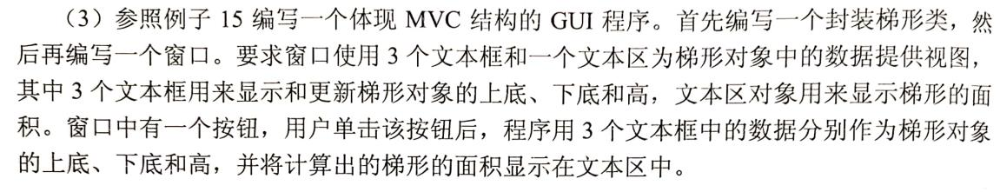 （3）参照例子 15 编写一个体现 MVC 结构的 GUI 程序。首先编写一个封装梯形类，然
后再编写一个窗口。要求窗口使用 3 个文本框和一个文本区为梯形对象中的数据提供视图，
其中 3 个文本框用来显示和更新梯形对象的上底、下底和高，文本区对象用来显示梯形的面
积。窗口中有一个按钮，用户单击该按钮后，程序用 3 个文本框中的数据分别作为梯形对象
的上底、下底和高，并将计算出的梯形的面积显示在文本区中。